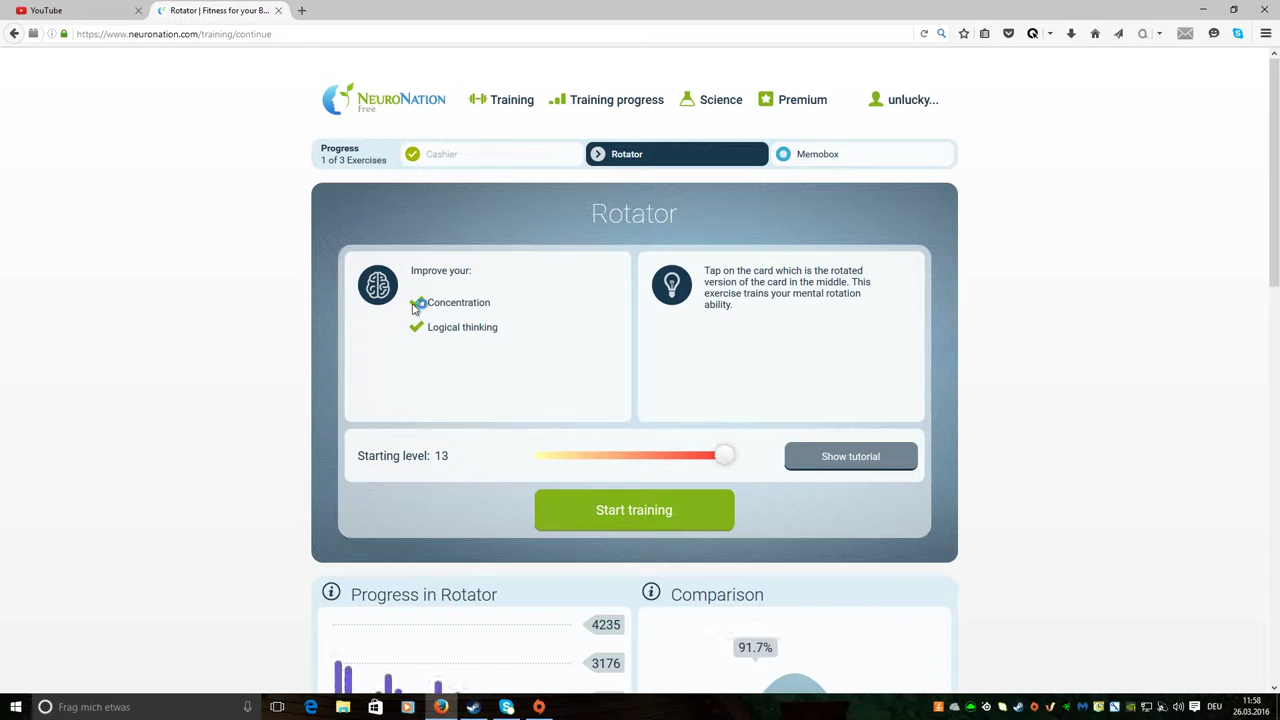 YouTube
Rotator | Fitness for your B...
https://www.neuronation.com/training/continue
NEURONATION
Free
Training
Training progress
Science
Premium
unlucky...
Progress
1 of 3 Exercises
Cashier
Rotator
Memobox
Rotator
Improve your:
Concentration
Logical thinking
Tap on the card which is the rotated
version of the card in the middle. This
exercise trains your mental rotation
ability.
Starting level: 13
Show tutorial
Start training
Progress in Rotator
4235
3176
Comparison
91.7%
Frag mich etwas
DEU
11:58
26.03.2016